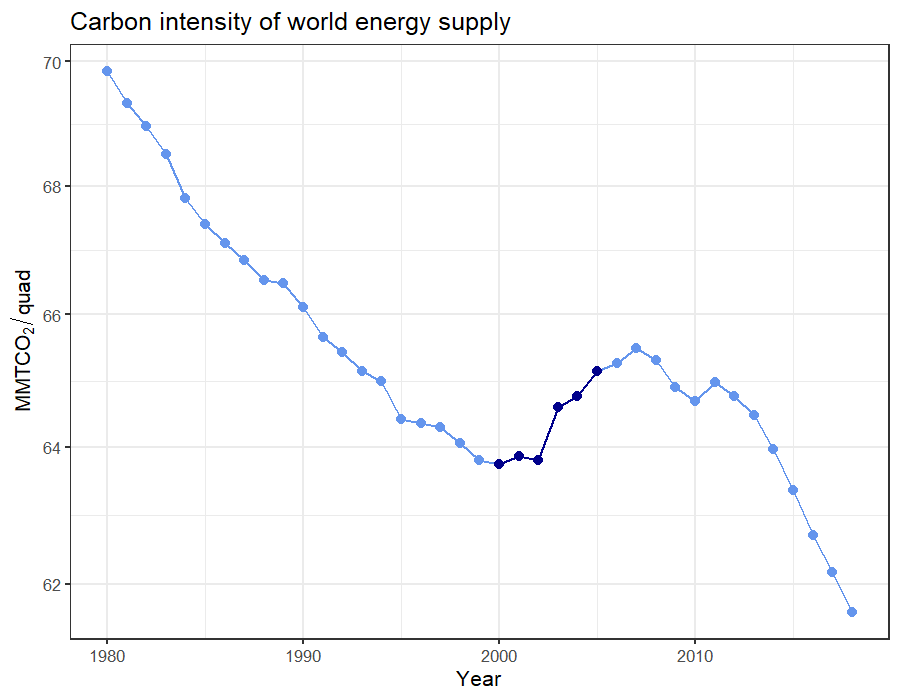 Carbon intensity of world energy supply
70
68
66
64
62
MMTCO₂/quad
1980 1990 2000 2010
Year